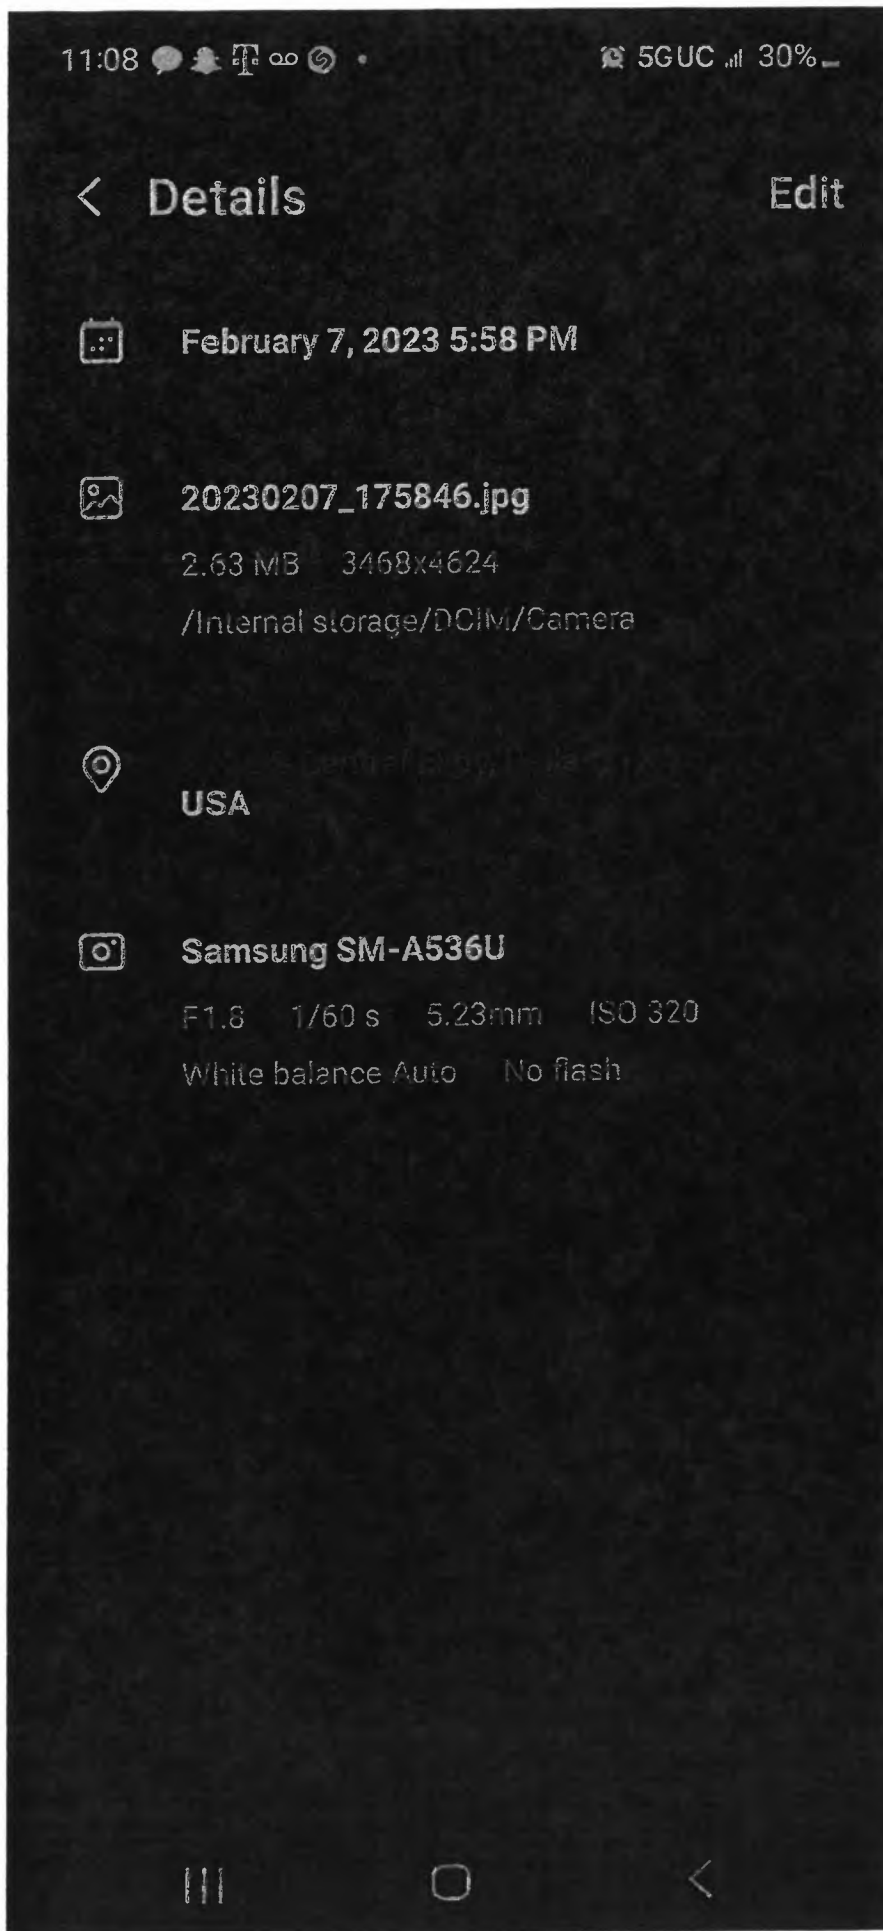 11:08 5GUC 30%
Details Edit
February 7, 2023 5:58 PM
20230207_175846.jpg
2.63 MB 3468x4624
/Internal storage/DCIM/Camera
USA
Samsung SM-A536U
F1.8 1/60 s 5.23mm ISO 320
White balance Auto No flash